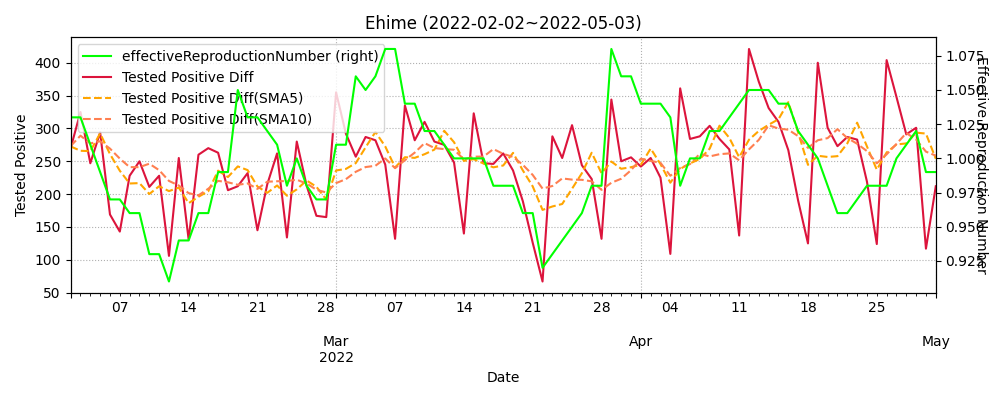 Ehime (2022-02-02~2022-05-03)
effectiveReproductionNumber (right)
Tested Positive Diff
Tested Positive Diff(SMA5)
Tested Positive Diff(SMA10)
Tested Positive
400
350
300
250
200
150
100
50
1.075
1.050
1.025
1.000
0.975
0.950
0.925
Effective Reproduction Number
07 14 21 28 07 14 21 28 04 11 18 25
Mar Apr May
2022
Date